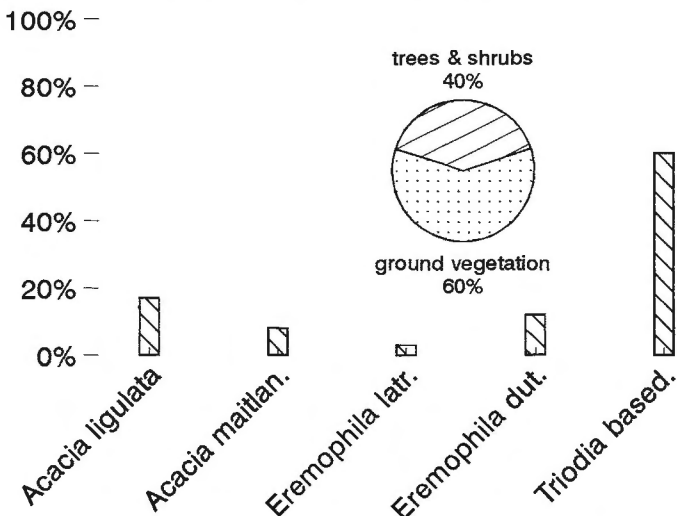 100%
80%
60%
40%
20%
0%
trees & shrubs
40%
ground vegetation
60%
Acacia ligulata
Acacia maitlan.
Eremophila latr.
Eremophila dut.
Triodia based.